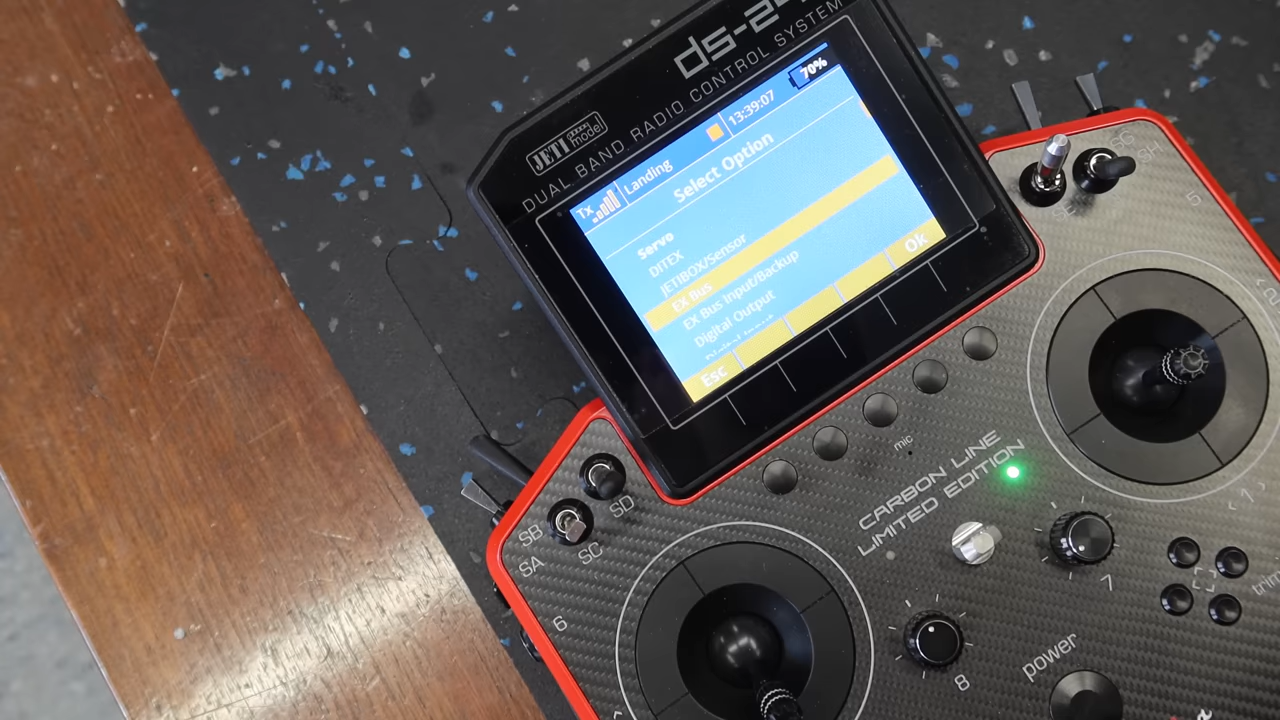 ds-24
DUAL BAND RADIO CONTROL SYSTEM
JETI model
Tx Landing 13:39:07 70%
Select Option
Servo
DITEX
JETIBOX/Sensor
EX Bus
EX Bus input/Backup
Digital Output
Esc Ok
mic
CARBON LINE
LIMITED EDITION
SG
SH
SE
5
2
1
SB
SD
SA
SC
6
7
8
trim
power